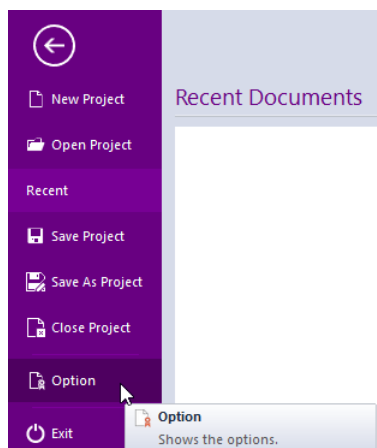 New Project
Recent Documents
Open Project
Recent
Save Project
Save As Project
Close Project
Option
Option
Exit
Shows the options.